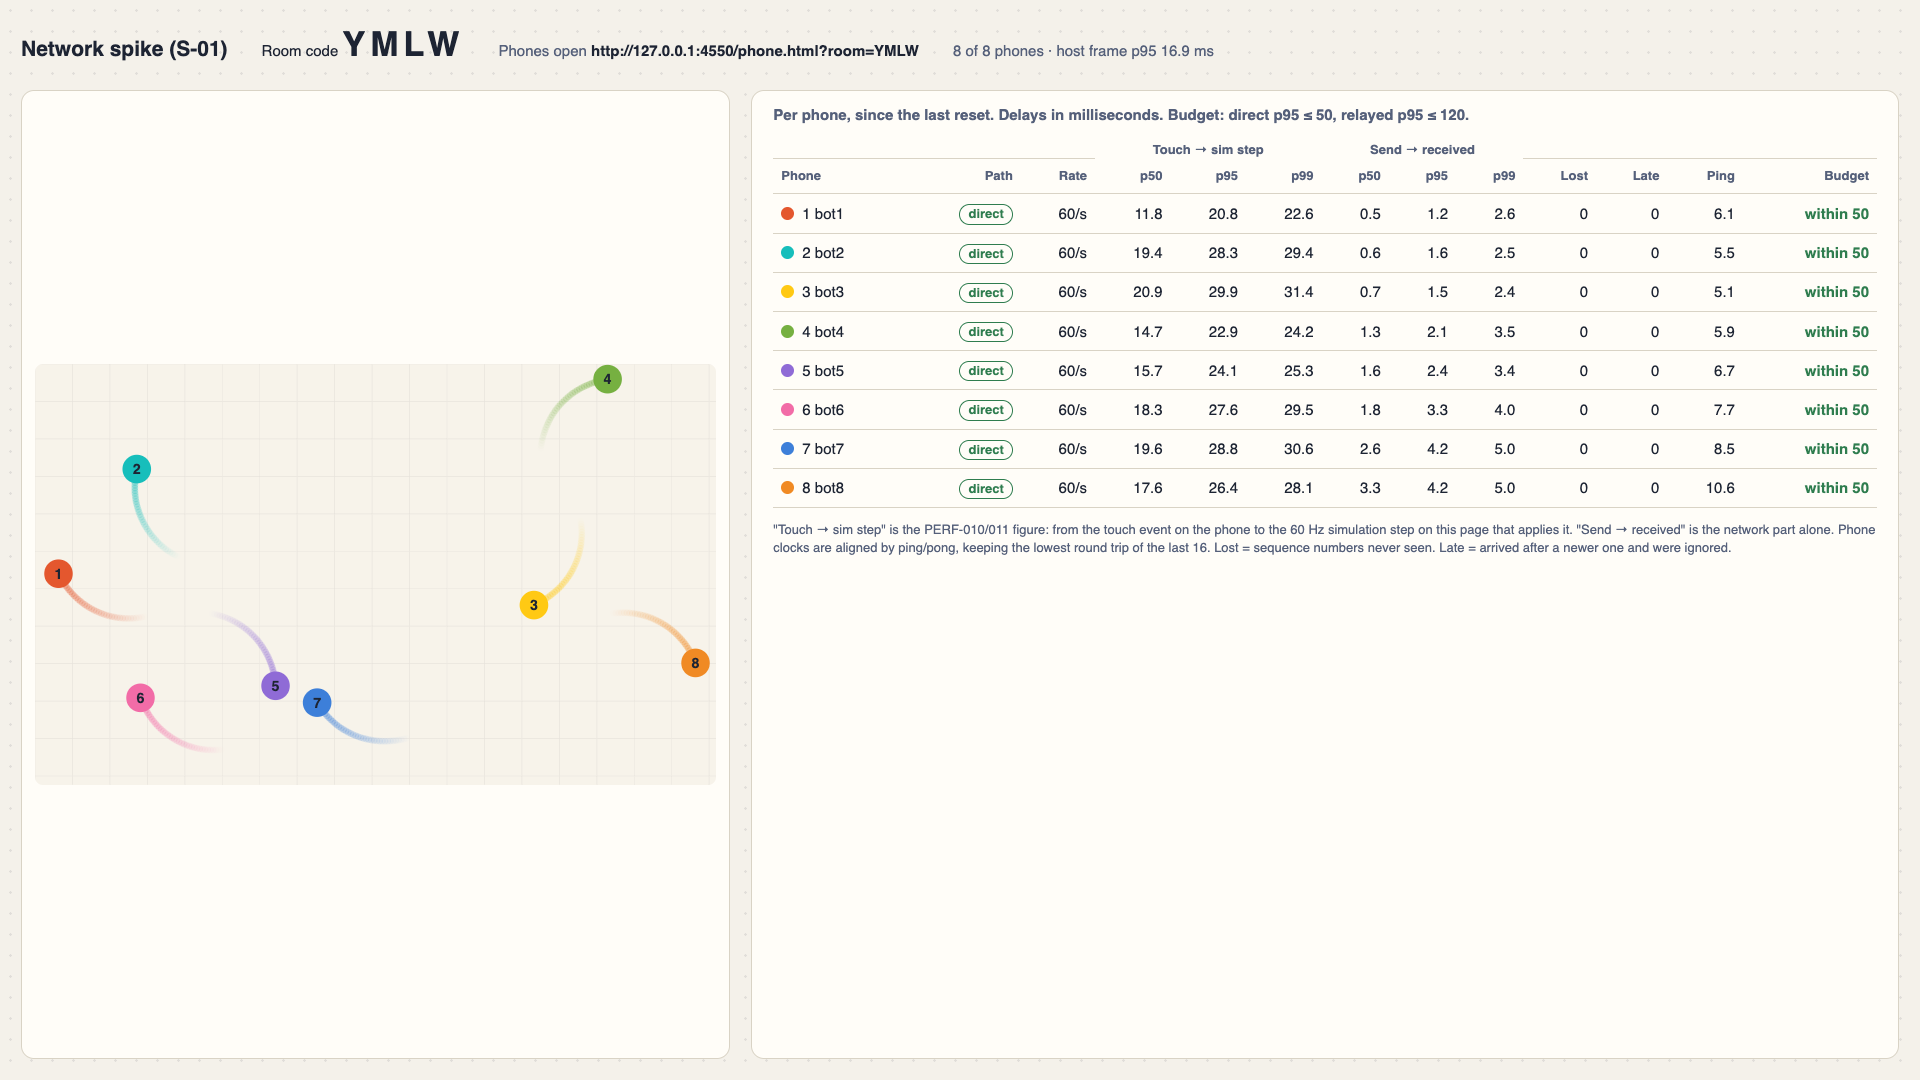 Network spike (S-01) Room code YMLW Phones open http://127.0.0.1:4550/phone.html?room=YMLW 8 of 8 phones · host frame p95 16.9 ms
4
2
1
3
8
5
6
7
Per phone, since the last reset. Delays in milliseconds. Budget: direct p95 ≤ 50, relayed p95 ≤ 120.
Touch → sim step Send → received
Phone Path Rate p50 p95 p99 p50 p95 p99 Lost Late Ping Budget
1 bot1 direct 60/s 11.8 20.8 22.6 0.5 1.2 2.6 0 0 6.1 within 50
2 bot2 direct 60/s 19.4 28.3 29.4 0.6 1.6 2.5 0 0 5.5 within 50
3 bot3 direct 60/s 20.9 29.9 31.4 0.7 1.5 2.4 0 0 5.1 within 50
4 bot4 direct 60/s 14.7 22.9 24.2 1.3 2.1 3.5 0 0 5.9 within 50
5 bot5 direct 60/s 15.7 24.1 25.3 1.6 2.4 3.4 0 0 6.7 within 50
6 bot6 direct 60/s 18.3 27.6 29.5 1.8 3.3 4.0 0 0 7.7 within 50
7 bot7 direct 60/s 19.6 28.8 30.6 2.6 4.2 5.0 0 0 8.5 within 50
8 bot8 direct 60/s 17.6 26.4 28.1 3.3 4.2 5.0 0 0 10.6 within 50
"Touch → sim step" is the PERF-010/011 figure: from the touch event on the phone to the 60 Hz simulation step on this page that applies it. "Send → received" is the network part alone. Phone
clocks are aligned by ping/pong, keeping the lowest round trip of the last 16. Lost = sequence numbers never seen. Late = arrived after a newer one and were ignored.